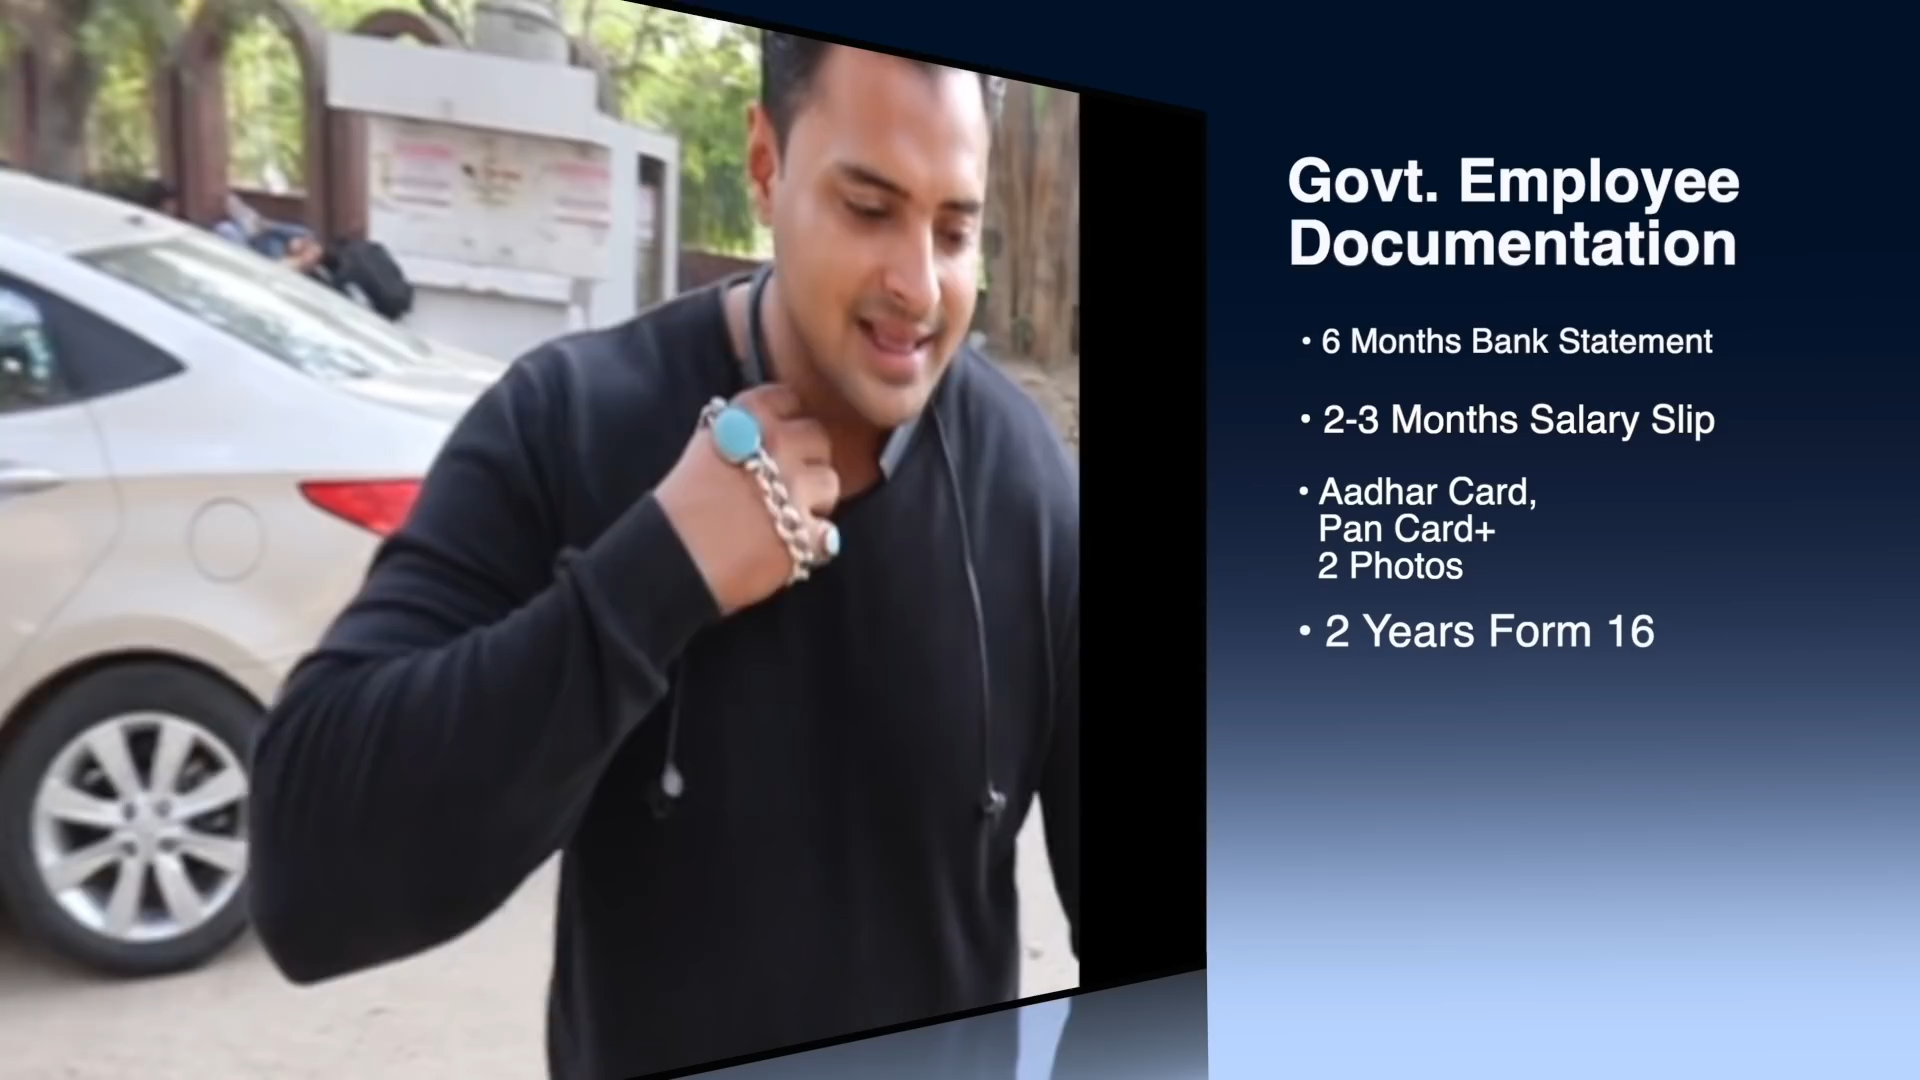 Govt. Employee
Documentation
• 6 Months Bank Statement
• 2-3 Months Salary Slip
• Aadhar Card,
Pan Card+
2 Photos
• 2 Years Form 16